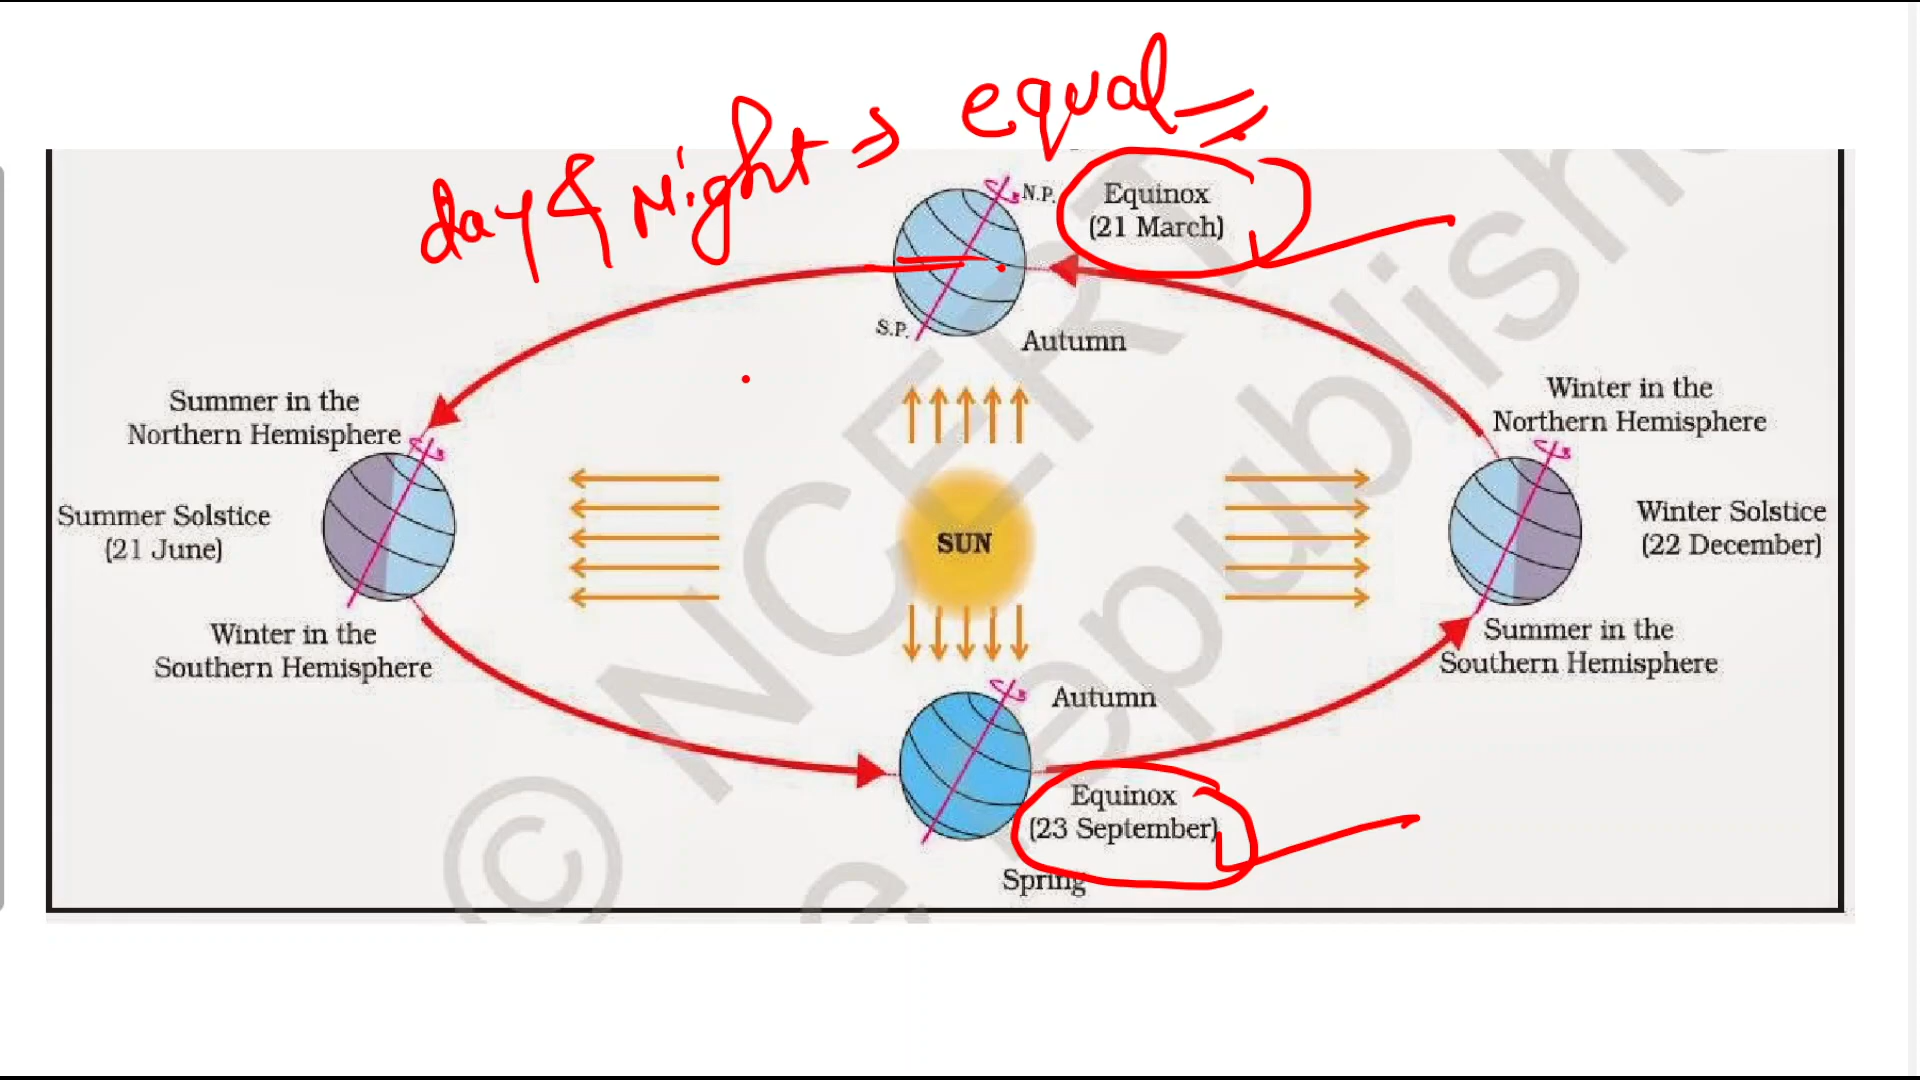 day & Night ⇒ equal
N.P.
Equinox
(21 March)
S.P.
Autumn
Summer in the
Northern Hemisphere
Winter in the
Northern Hemisphere
Summer Solstice
(21 June)
SUN
Winter Solstice
(22 December)
Winter in the
Southern Hemisphere
Summer in the
Southern Hemisphere
Autumn
Equinox
(23 September)
Spring
© NCERT
republish